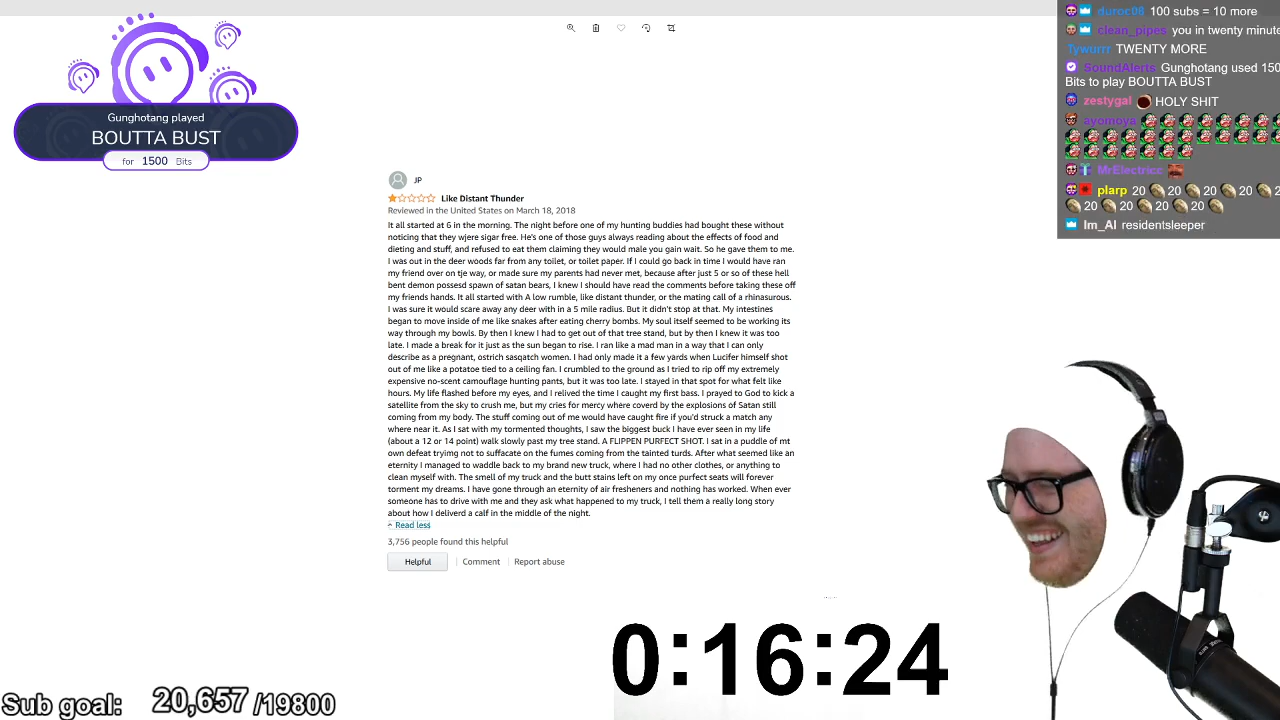 Gunghotang played
BOUTTA BUST
for 1500 Bits
duroc06 100 subs = 10 more
clean_pipes you in twenty minute
Tywurrr TWENTY MORE
SoundAlerts Gunghotang used 150
Bits to play BOUTTA BUST
zestygal HOLY SHIT
avomoya
MrElectricc
plarp 20 20 20 20 2
20 20 20 20
Im_Al residentsleeper
JP
Like Distant Thunder
Reviewed in the United States on March 18, 2018
It all started at 6 in the morning. The night before one of my hunting buddies had bought these without
noticing that they wjere sigar free. He's one of those guys always reading about the effects of food and
dieting and stuff, and refused to eat them claiming they would male you gain wait. So he gave them to me.
I was out in the deer woods far from any toilet, or toilet paper. If I could go back in time I would have ran
my friend over on tje way, or made sure my parents had never met, because after just 5 or so of these hell
bent demon possesd spawn of satan bears, I knew I should have read the comments before taking these off
my friends hands. It all started with A low rumble, like distant thunder, or the mating call of a rhinasurous.
I was sure it would scare away any deer with in a 5 mile radius. But it didn't stop at that. My intestines
began to move inside of me like snakes after eating cherry bombs. My soul itself seemed to be working its
way through my bowls. By then I knew I had to get out of that tree stand, but by then I knew it was too
late. I made a break for it just as the sun began to rise. I ran like a mad man in a way that I can only
describe as a pregnant, ostrich sasqatch women. I had only made it a few yards when Lucifer himself shot
out of me like a potatoe tied to a ceiling fan. I crumbled to the ground as I tried to rip off my extremely
expensive no-scent camouflage hunting pants, but it was too late. I stayed in that spot for what felt like
hours. My life flashed before my eyes, and I relived the time I caught my first bass. I prayed to God to kick a
satellite from the sky to crush me, but my cries for mercy where coverd by the explosions of Satan still
coming from my body. The stuff coming out of me would have caught fire if you'd struck a match any
where near it. As I sat with my tormented thoughts, I saw the biggest buck I have ever seen in my life
(about a 12 or 14 point) walk slowly past my tree stand. A FLIPPEN PURFECT SHOT. I sat in a puddle of mt
own defeat tryimg not to suffacate on the fumes coming from the tainted turds. After what seemed like an
eternity I managed to waddle back to my brand new truck, where I had no other clothes, or anything to
clean myself with. The smell of my truck and the butt stains left on my once purfect seats will forever
torment my dreams. I have gone through an eternity of air fresheners and nothing has worked. When ever
someone has to drive with me and they ask what happened to my truck, I tell them a really long story
about how I deliverd a calf in the middle of the night.
Read less
3,756 people found this helpful
Helpful Comment Report abuse
0:16:24
Sub goal: 20,657 /19800